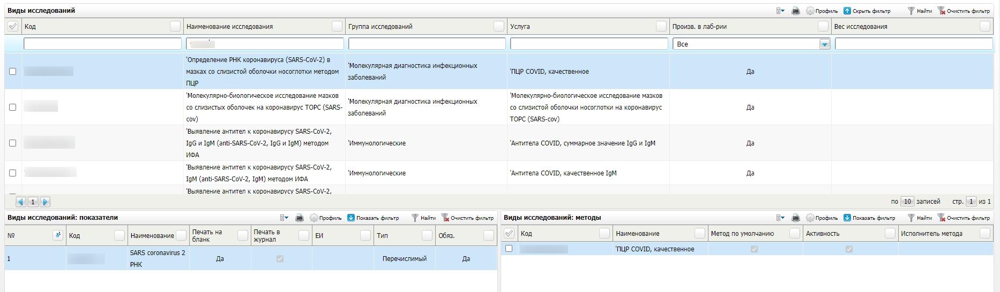 Виды исследований
Профиль Скрыть фильтр Найти Очистить фильтр
Код Наименование исследования Группа исследований Услуга Произв. в лаб-рии Вес исследования
Все
'Определение РНК коронавируса (SARS-CoV-2) в
мазках со слизистой оболочки носоглотки методом
ПЦР
'Молекулярная диагностика инфекционных
заболеваний
'ПЦР COVID, качественное
Да
'Молекулярно-биологическое исследование мазков
со слизистых оболочек на коронавирус ТОРС (SARS-
cov)
'Молекулярная диагностика инфекционных
заболеваний
'Молекулярно-биологическое исследование мазков
со слизистой оболочки носоглотки на коронавирус
ТОРС (SARS-cov)
Да
'Выявление антител к коронавирусу SARS-CoV-2,
IgG и IgM (anti-SARS-CoV-2, IgG и IgM) методом
ИФА
'Иммунологические
'Антитела COVID, суммарное значение IgG и IgM
Да
'Выявление антител к коронавирусу SARS-CoV-2,
IgM (anti-SARS-CoV-2, IgM) методом ИФА
'Иммунологические
'Антитела COVID, качественное IgM
Да
'Выявление антител к коронавирусу SARS-CoV-2,
1
по 10 записей стр. 1 из 1
Виды исследований: показатели
Профиль Показать фильтр Найти Очистить фильтр
№ Код Наименование Печать на
бланк
Печать в
журнал
ЕИ Тип Обяз.
1
SARS coronavirus 2
РНК
Да
Перечислимый
Да
Виды исследований: методы
Профиль Показать фильтр Найти Очистить фильтр
Код Наименование Метод по умолчанию Активность Исполнитель метода
'ПЦР COVID, качественное